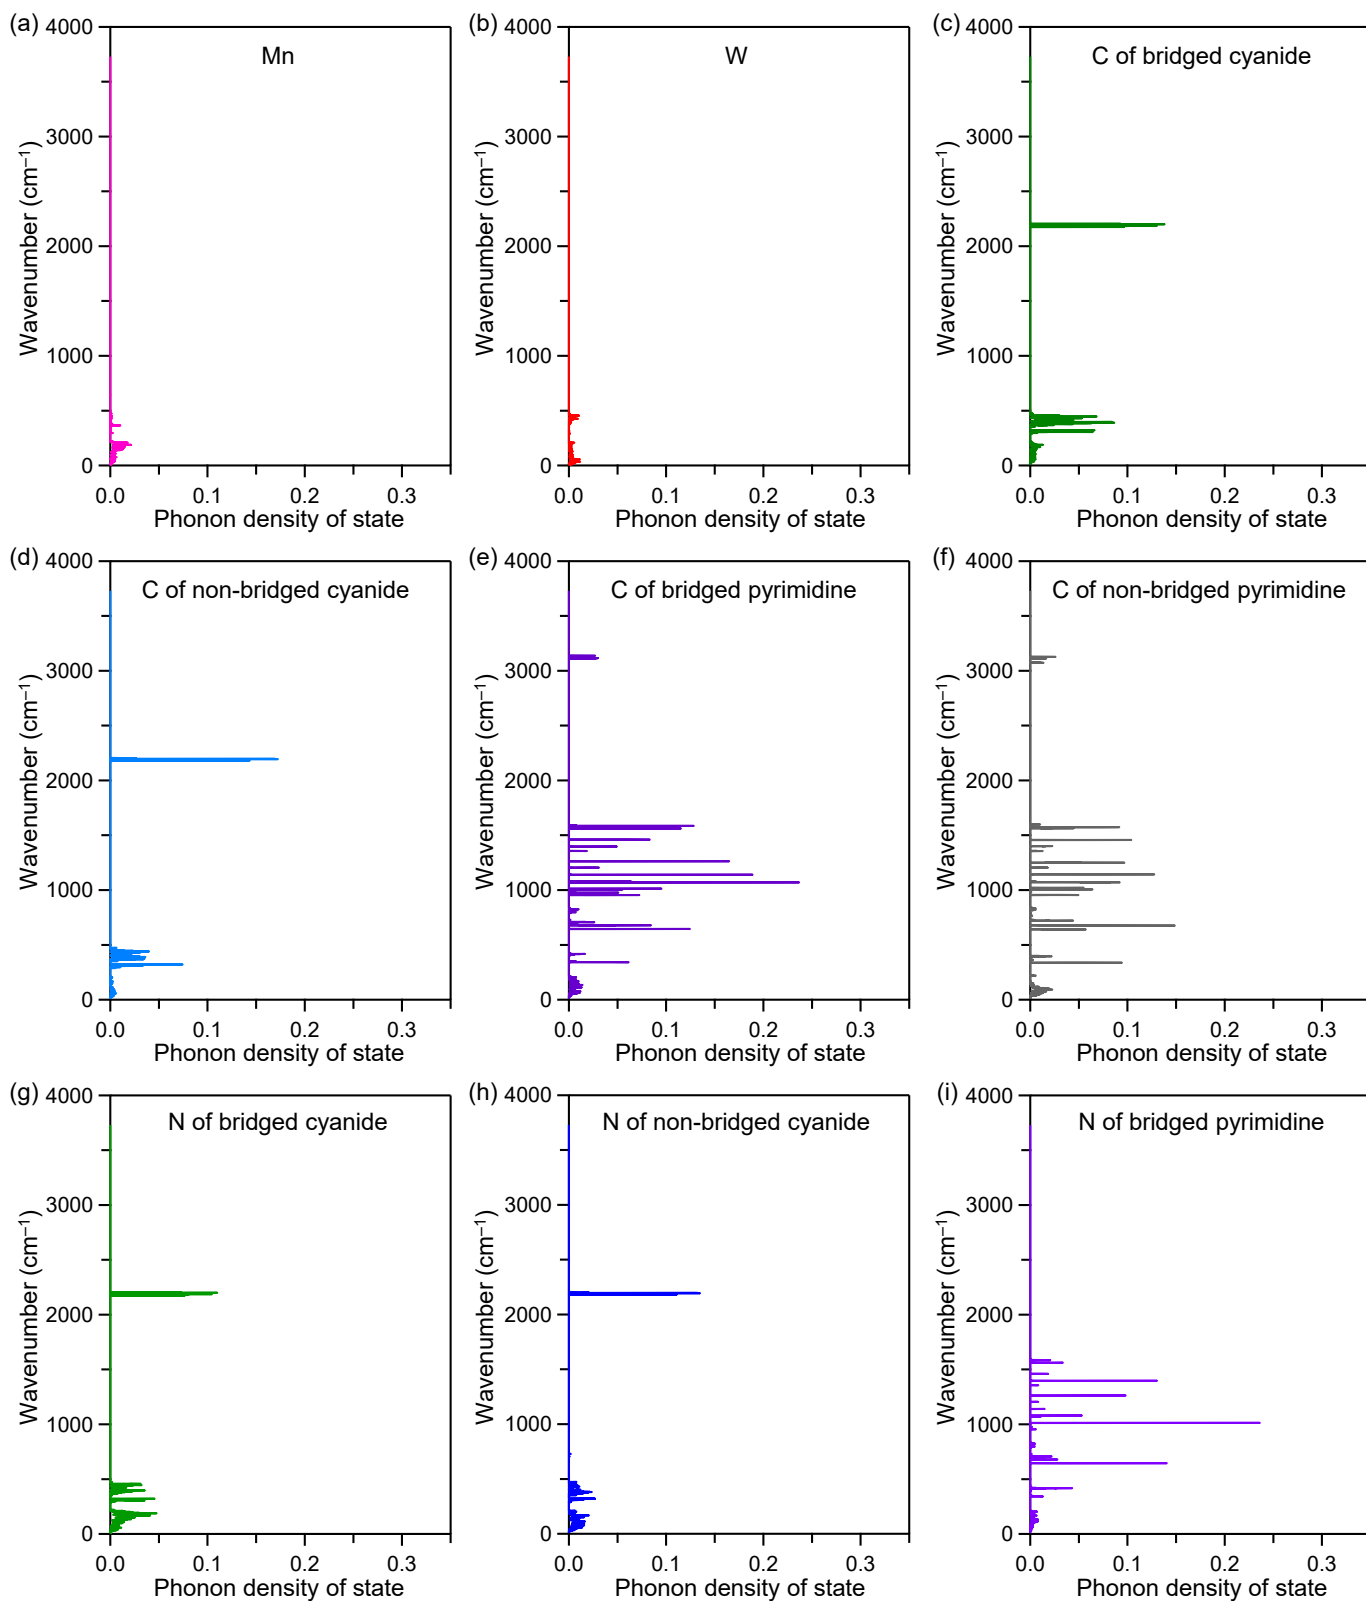 (a)
Mn
4000
3000
2000
1000
0
Wavenumber (cm⁻¹)
0.0 0.1 0.2 0.3
Phonon density of state
(b)
W
4000
3000
2000
1000
0
Wavenumber (cm⁻¹)
0.0 0.1 0.2 0.3
Phonon density of state
(c)
C of bridged cyanide
4000
3000
2000
1000
0
Wavenumber (cm⁻¹)
0.0 0.1 0.2 0.3
Phonon density of state
(d)
C of non-bridged cyanide
4000
3000
2000
1000
0
Wavenumber (cm⁻¹)
0.0 0.1 0.2 0.3
Phonon density of state
(e)
C of bridged pyrimidine
4000
3000
2000
1000
0
Wavenumber (cm⁻¹)
0.0 0.1 0.2 0.3
Phonon density of state
(f)
C of non-bridged pyrimidine
4000
3000
2000
1000
0
Wavenumber (cm⁻¹)
0.0 0.1 0.2 0.3
Phonon density of state
(g)
N of bridged cyanide
4000
3000
2000
1000
0
Wavenumber (cm⁻¹)
0.0 0.1 0.2 0.3
Phonon density of state
(h)
N of non-bridged cyanide
4000
3000
2000
1000
0
Wavenumber (cm⁻¹)
0.0 0.1 0.2 0.3
Phonon density of state
(i)
N of bridged pyrimidine
4000
3000
2000
1000
0
Wavenumber (cm⁻¹)
0.0 0.1 0.2 0.3
Phonon density of state